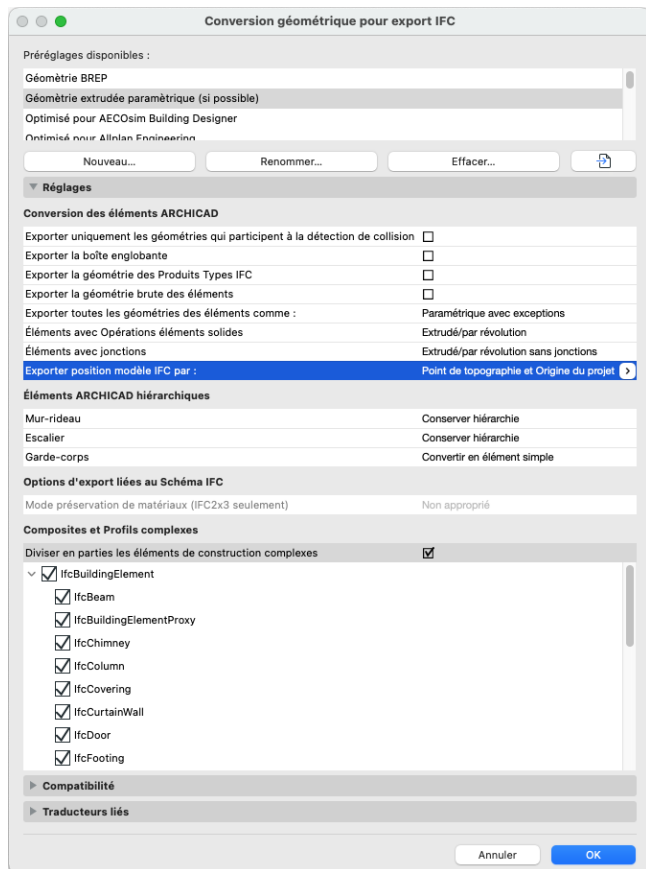 Conversion géométrique pour export IFC
Préréglages disponibles :
Géomètrie BREP
Géomètrie extrudée paramètrique (si possible)
Optimisé pour AECOsim Building Designer
Optimisé pour Allplan Engineering
Nouveau... Renommer... Effacer...
Réglages
Conversion des éléments ARCHICAD
Exporter uniquement les géométries qui participent à la détection de collision
Exporter la boîte englobante
Exporter la géométrie des Produits Types IFC
Exporter la géométrie brute des éléments
Exporter toutes les géométries des éléments comme : Paramétrique avec exceptions
Éléments avec Opérations éléments solides Extrudé/par révolution
Éléments avec jonctions Extrudé/par révolution sans jonctions
Exporter position modèle IFC par : Point de topographie et Origine du projet
Éléments ARCHICAD hiérarchiques
Mur-rideau Conserver hiérarchie
Escalier Conserver hiérarchie
Garde-corps Convertir en élément simple
Options d'export liées au Schéma IFC
Mode préservation de matériaux (IFC2x3 seulement) Non approprié
Composites et Profils complexes
Diviser en parties les éléments de construction complexes
IfcBuildingElement
IfcBeam
IfcBuildingElementProxy
IfcChimney
IfcColumn
IfcCovering
IfcCurtainWall
IfcDoor
IfcFooting
Compatibilité
Traducteurs liés
Annuler OK